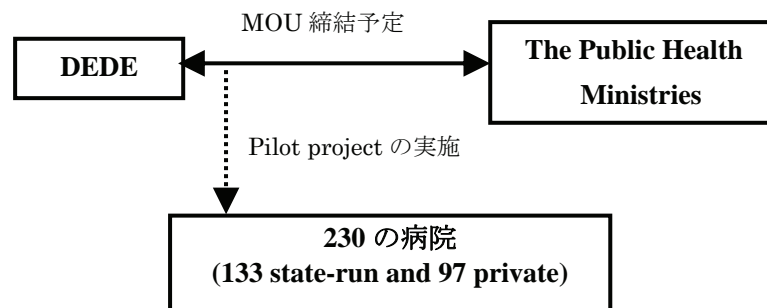 MOU 締結予定
DEDE
The Public Health
Ministries
Pilot project の実施
230 の病院
(133 state-run and 97 private)